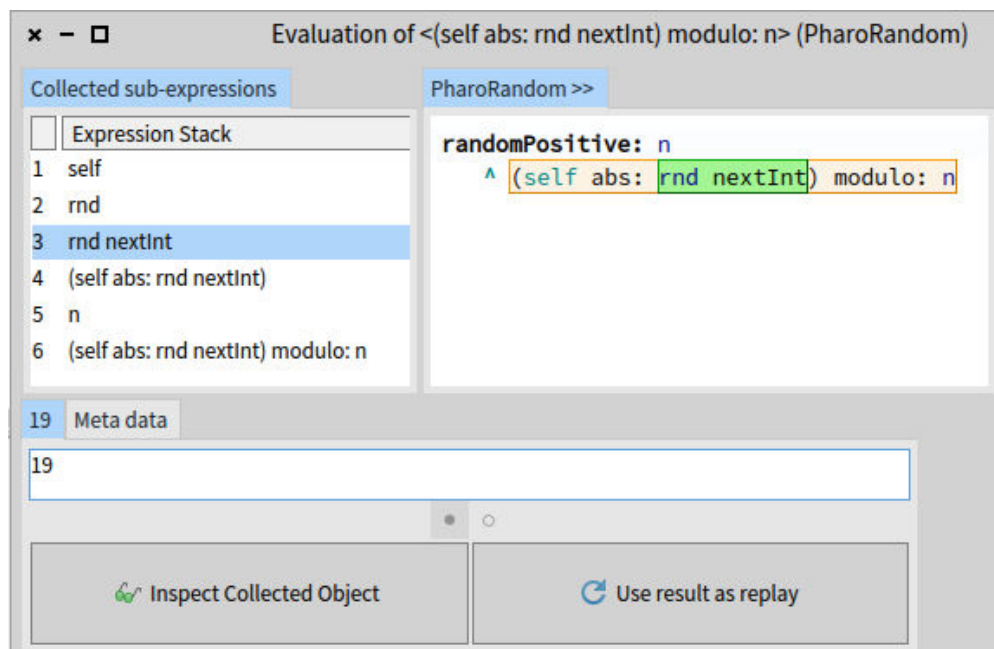 Evaluation of <(self abs: rnd nextInt) modulo: n> (PharoRandom)
Collected sub-expressions
Expression Stack
1 self
2 rnd
3 rnd nextInt
4 (self abs: rnd nextInt)
5 n
6 (self abs: rnd nextInt) modulo: n
PharoRandom >>
randomPositive: n
^ (self abs: rnd nextInt) modulo: n
19 Meta data
19
Inspect Collected Object
Use result as replay